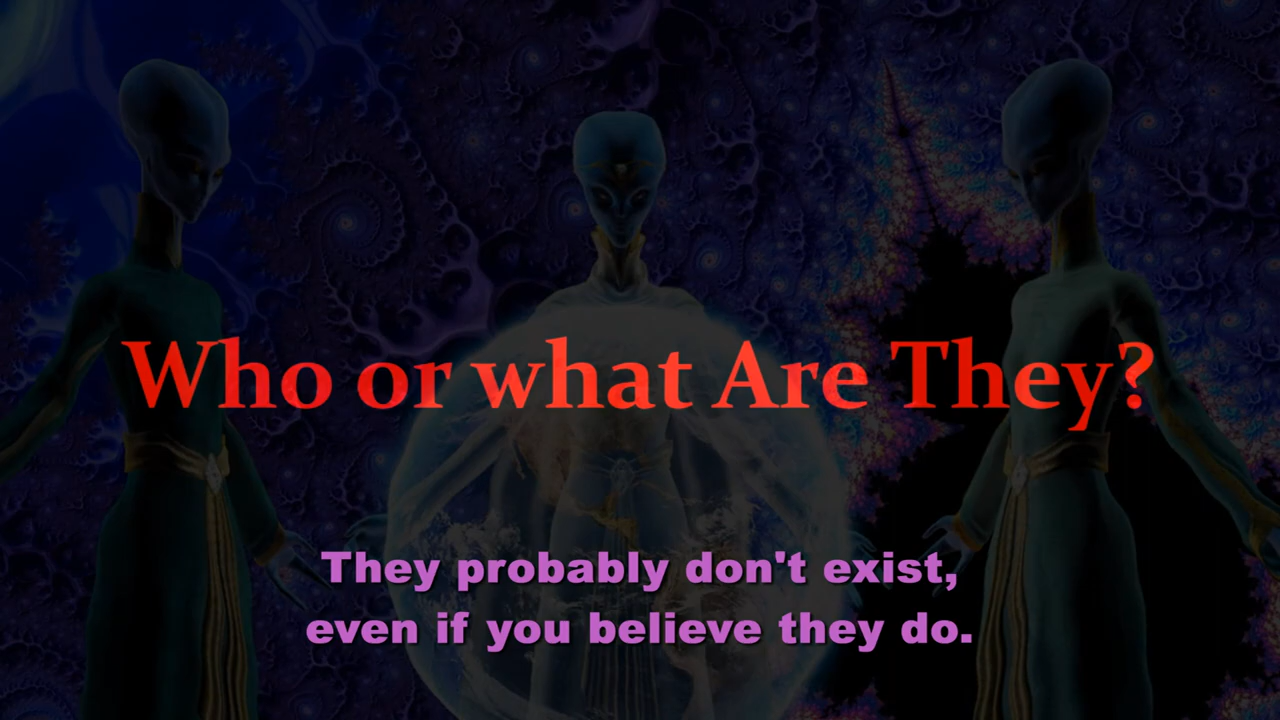 Who or what Are They?
They probably don't exist,
even if you believe they do.